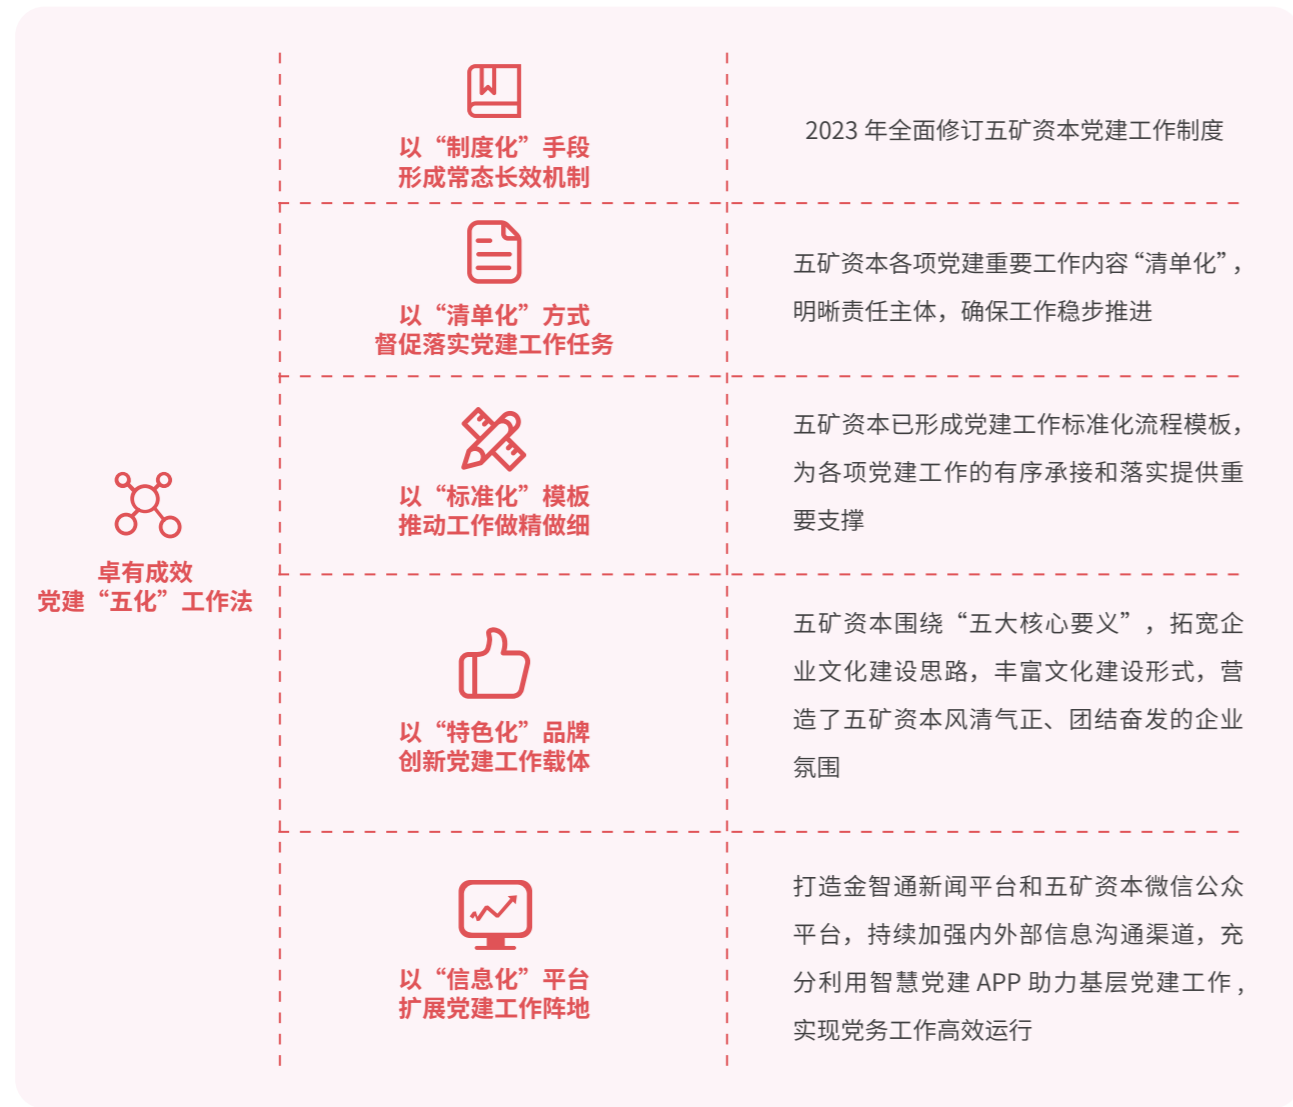 卓有成效
党建“五化”工作法
以“制度化”手段
形成常态长效机制
2023 年全面修订五矿资本党建工作制度
以“清单化”方式
督促落实党建工作任务
五矿资本各项党建重要工作内容“清单化”，
明晰责任主体，确保工作稳步推进
以“标准化”模板
推动工作做精做细
五矿资本已形成党建工作标准化流程模板，
为各项党建工作的有序承接和落实提供重
要支撑
以“特色化”品牌
创新党建工作载体
五矿资本围绕“五大核心要义”，拓宽企
业文化建设思路，丰富文化建设形式，营
造了五矿资本风清气正、团结奋发的企业
氛围
以“信息化”平台
扩展党建工作阵地
打造金智通新闻平台和五矿资本微信公众
平台，持续加强内外部信息沟通渠道，充
分利用智慧党建 APP 助力基层党建工作，
实现党务工作高效运行